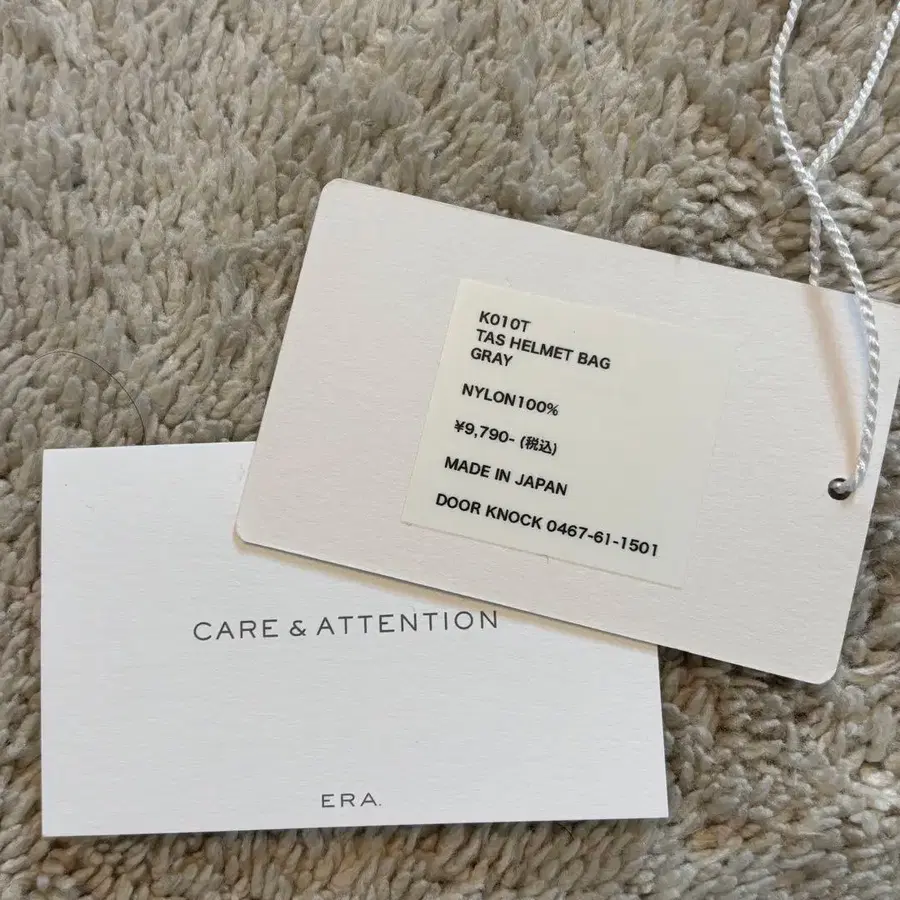 K010T
TAS HELMET BAG
GRAY
NYLON100%
¥9,790- (税込)
MADE IN JAPAN
DOOR KNOCK 0467-61-1501
CARE & ATTENTION
ERA.